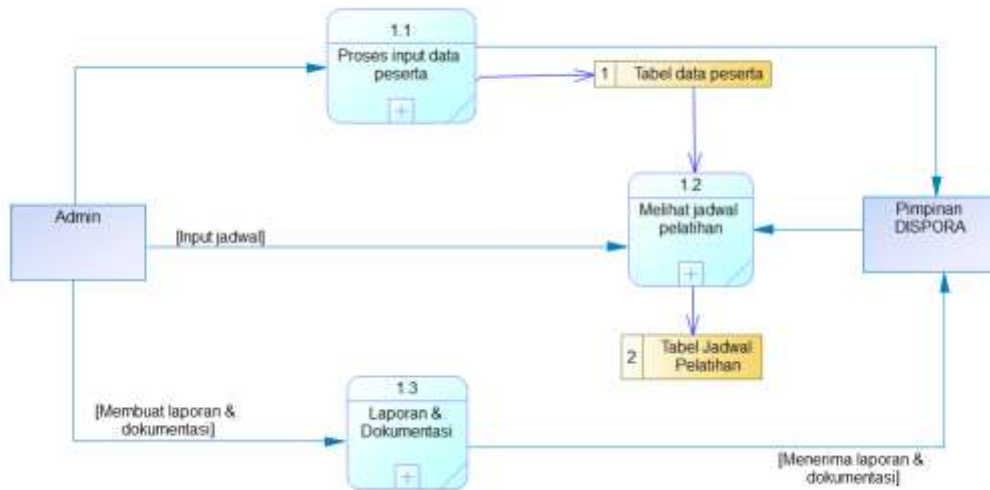 1.1
Proses input data
peserta
1 Tabel data peserta
1.2
Melihat jadwal
pelatihan
Admin
Pimpinan
DISPORA
[Input jadwal]
2 Tabel Jadwal
Pelatihan
1.3
Laporan &
Dokumentasi
[Membuat laporan &
dokumentasi]
[Menerima laporan &
dokumentasi]